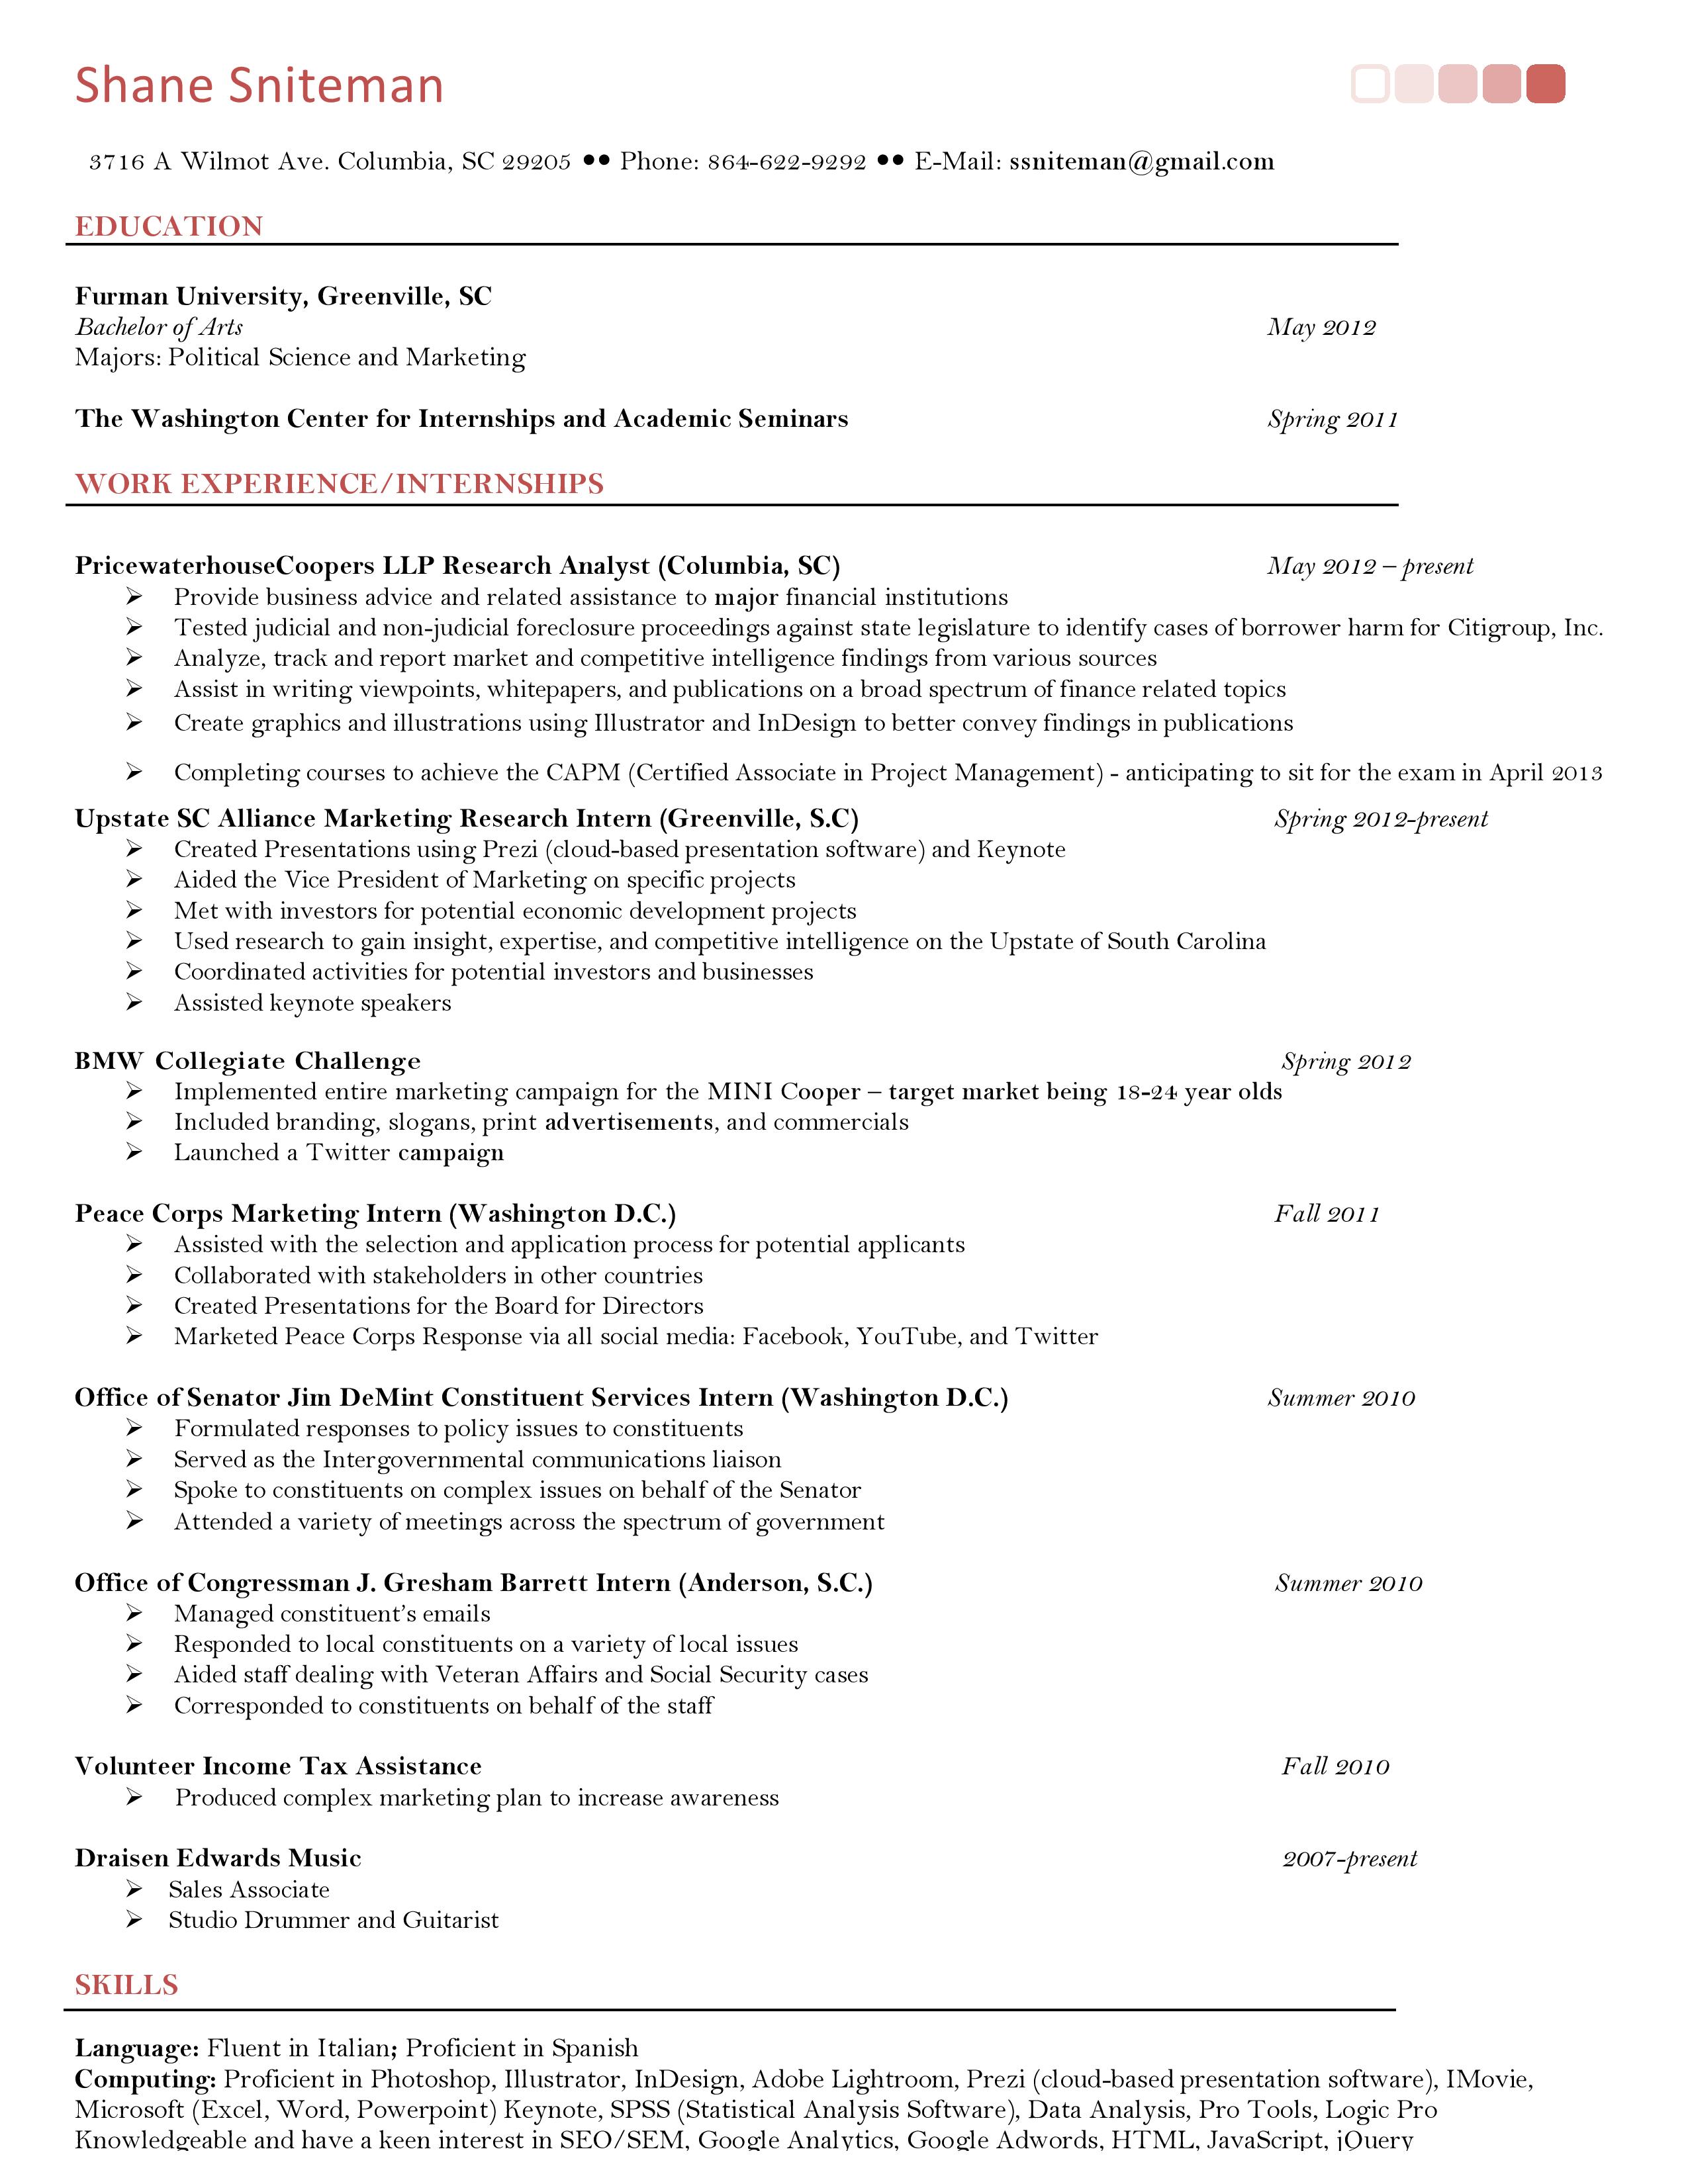 Shane Sniteman
3716 A Wilmot Ave. Columbia, SC 29205 ●● Phone: 864-622-9292 ●● E-Mail: ssniteman@gmail.com
EDUCATION
Furman University, Greenville, SC
Bachelor of Arts May 2012
Majors: Political Science and Marketing
The Washington Center for Internships and Academic Seminars Spring 2011
WORK EXPERIENCE/INTERNSHIPS
PricewaterhouseCoopers LLP Research Analyst (Columbia, SC) May 2012 – present
➢ Provide business advice and related assistance to major financial institutions
➢ Tested judicial and non-judicial foreclosure proceedings against state legislature to identify cases of borrower harm for Citigroup, Inc.
➢ Analyze, track and report market and competitive intelligence findings from various sources
➢ Assist in writing viewpoints, whitepapers, and publications on a broad spectrum of finance related topics
➢ Create graphics and illustrations using Illustrator and InDesign to better convey findings in publications
➢ Completing courses to achieve the CAPM (Certified Associate in Project Management) - anticipating to sit for the exam in April 2013
Upstate SC Alliance Marketing Research Intern (Greenville, S.C) Spring 2012-present
➢ Created Presentations using Prezi (cloud-based presentation software) and Keynote
➢ Aided the Vice President of Marketing on specific projects
➢ Met with investors for potential economic development projects
➢ Used research to gain insight, expertise, and competitive intelligence on the Upstate of South Carolina
➢ Coordinated activities for potential investors and businesses
➢ Assisted keynote speakers
BMW Collegiate Challenge Spring 2012
➢ Implemented entire marketing campaign for the MINI Cooper – target market being 18-24 year olds
➢ Included branding, slogans, print advertisements, and commercials
➢ Launched a Twitter campaign
Peace Corps Marketing Intern (Washington D.C.) Fall 2011
➢ Assisted with the selection and application process for potential applicants
➢ Collaborated with stakeholders in other countries
➢ Created Presentations for the Board for Directors
➢ Marketed Peace Corps Response via all social media: Facebook, YouTube, and Twitter
Office of Senator Jim DeMint Constituent Services Intern (Washington D.C.) Summer 2010
➢ Formulated responses to policy issues to constituents
➢ Served as the Intergovernmental communications liaison
➢ Spoke to constituents on complex issues on behalf of the Senator
➢ Attended a variety of meetings across the spectrum of government
Office of Congressman J. Gresham Barrett Intern (Anderson, S.C.) Summer 2010
➢ Managed constituent's emails
➢ Responded to local constituents on a variety of local issues
➢ Aided staff dealing with Veteran Affairs and Social Security cases
➢ Corresponded to constituents on behalf of the staff
Volunteer Income Tax Assistance Fall 2010
➢ Produced complex marketing plan to increase awareness
Draisen Edwards Music 2007-present
➢ Sales Associate
➢ Studio Drummer and Guitarist
SKILLS
Language: Fluent in Italian; Proficient in Spanish
Computing: Proficient in Photoshop, Illustrator, InDesign, Adobe Lightroom, Prezi (cloud-based presentation software), IMovie,
Microsoft (Excel, Word, Powerpoint) Keynote, SPSS (Statistical Analysis Software), Data Analysis, Pro Tools, Logic Pro
Knowledgeable and have a keen interest in SEO/SEM, Google Analytics, Google Adwords, HTML, JavaScript, jQuery